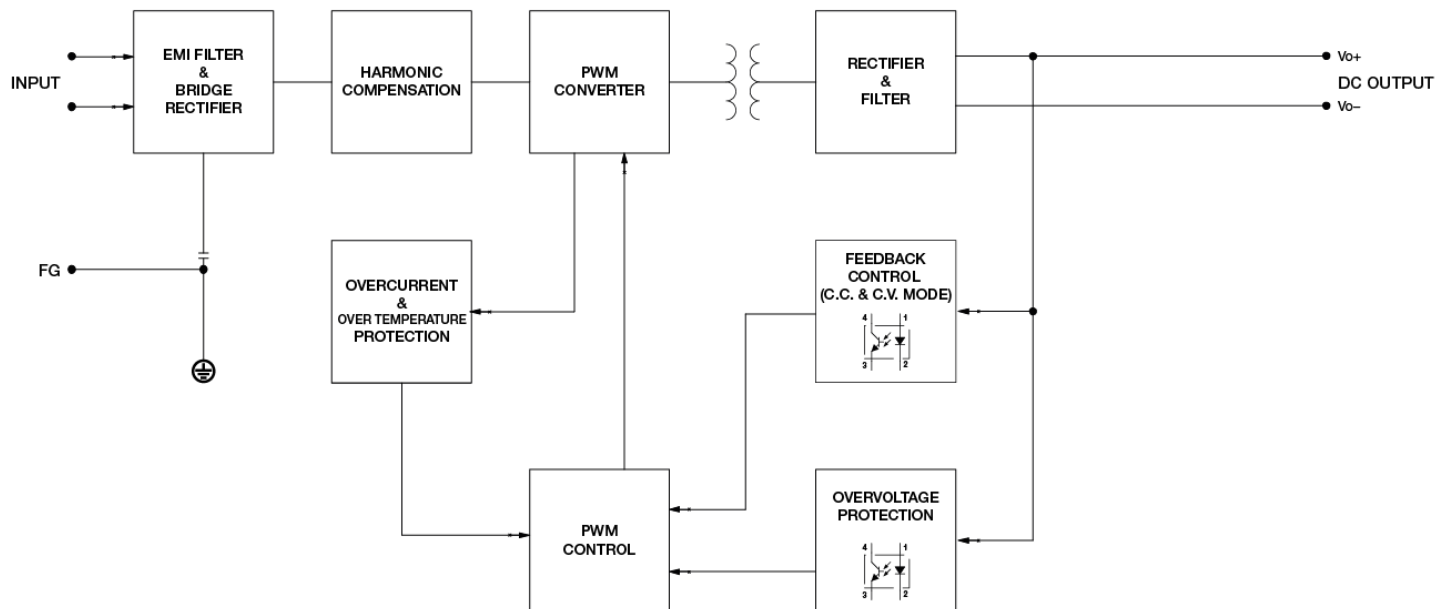 INPUT
EMI FILTER
&
BRIDGE
RECTIFIER
HARMONIC
COMPENSATION
PWM
CONVERTER
RECTIFIER
&
FILTER
Vo+
DC OUTPUT
Vo–
FG
OVERCURRENT
&
OVER TEMPERATURE
PROTECTION
FEEDBACK
CONTROL
(C.C. & C.V. MODE)
4 1
3 2
PWM
CONTROL
OVERVOLTAGE
PROTECTION
4 1
3 2